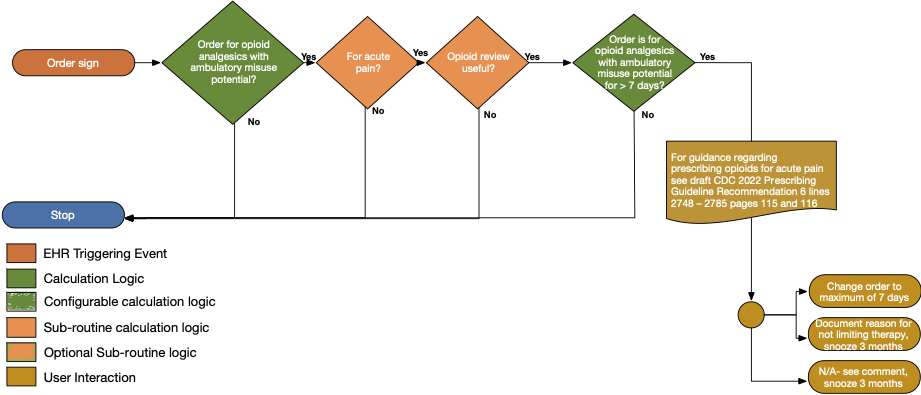 Order sign
Order for opioid
analgesics with
ambulatory misuse
potential?
Yes
No
For acute
pain?
Yes
No
Opioid review
useful?
Yes
No
Order is for
opioid analgesics
with ambulatory
misuse potential
for > 7 days?
Yes
No
For guidance regarding
prescribing opioids for acute pain
see draft CDC 2022 Prescribing
Guideline Recommendation 6 lines
2748 – 2785 pages 115 and 116
Stop
Change order to
maximum of 7 days
Document reason for
not limiting therapy,
snooze 3 months
N/A- see comment,
snooze 3 months
EHR Triggering Event
Calculation Logic
Configurable calculation logic
Sub-routine calculation logic
Optional Sub-routine logic
User Interaction